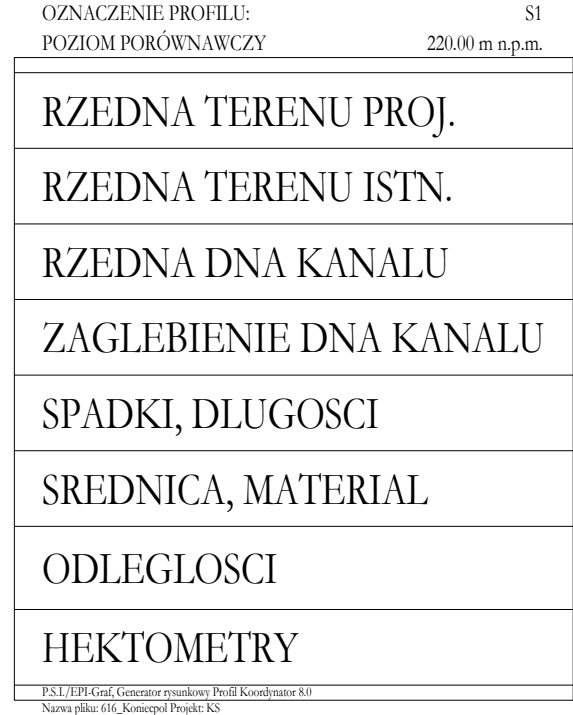 OZNACZENIE PROFILU: S1
POZIOM PORÓWNAWCZY 220.00 m n.p.m.
RZEDNA TERENU PROJ.
RZEDNA TERENU ISTN.
RZEDNA DNA KANALU
ZAGLEBIENIE DNA KANALU
SPADKI, DLUGOSCI
SREDNICA, MATERIAL
ODLEGLOSCI
HEKTOMETRY
P.S.I./EPI-Graf, Generator rysunkowy Profil Koordynator 8.0
Nazwa pliku: 616_Koniecpol Projekt: KS